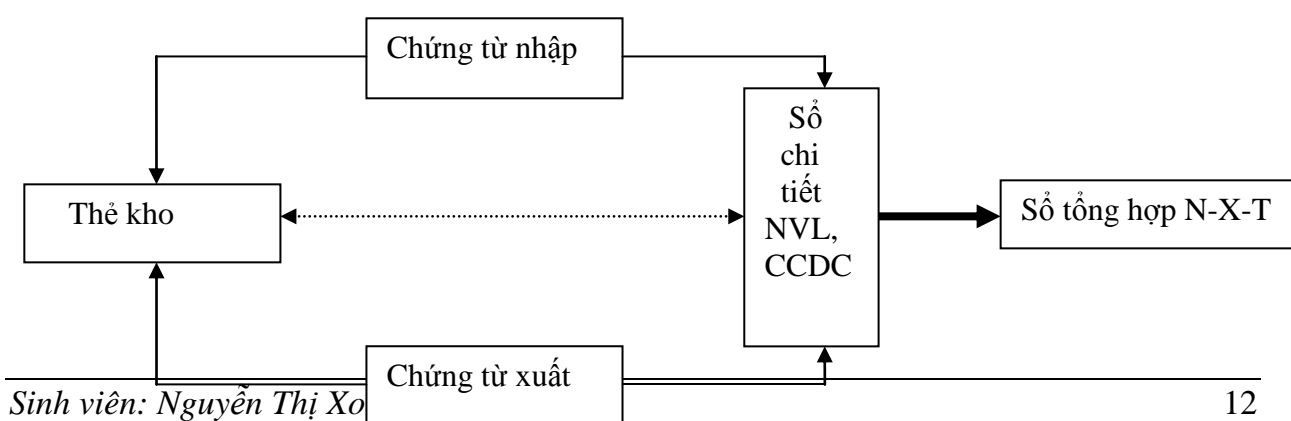 Chứng từ nhập
Sổ
chi
tiết
NVL,
CCDC
Thẻ kho
Sổ tổng hợp N-X-T
Chứng từ xuất
Sinh viên: Nguyễn Thị Xo
12